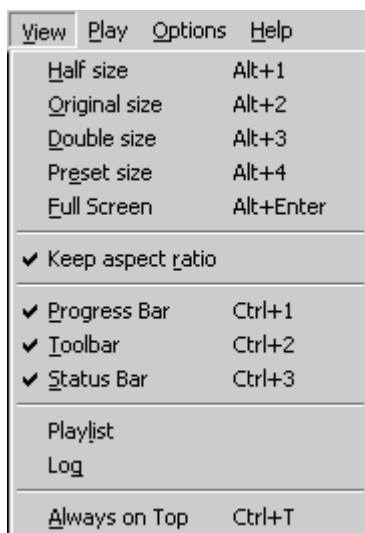 View Play Options Help
Half size Alt+1
Original size Alt+2
Double size Alt+3
Preset size Alt+4
Full Screen Alt+Enter
Keep aspect ratio
Progress Bar Ctrl+1
Toolbar Ctrl+2
Status Bar Ctrl+3
Playlist
Log
Always on Top Ctrl+T